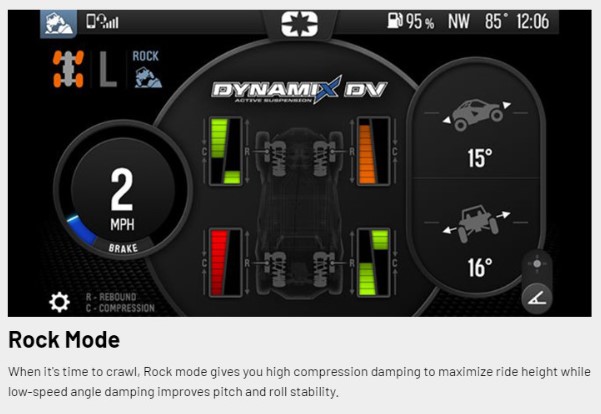 95% NW 85° 12:06
L ROCK
DYNAMIX DV
ACTIVE SUSPENSION
C R R C
15°
2
MPH
BRAKE
C R R C
16°
R - REBOUND
C - COMPRESSION
Rock Mode
When it's time to crawl, Rock mode gives you high compression damping to maximize ride height while
low-speed angle damping improves pitch and roll stability.